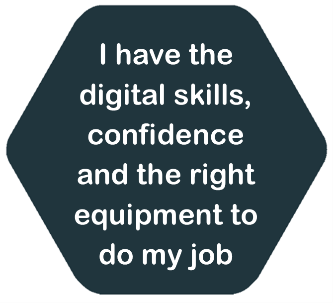 I have the
digital skills,
confidence
and the right
equipment to
do my job